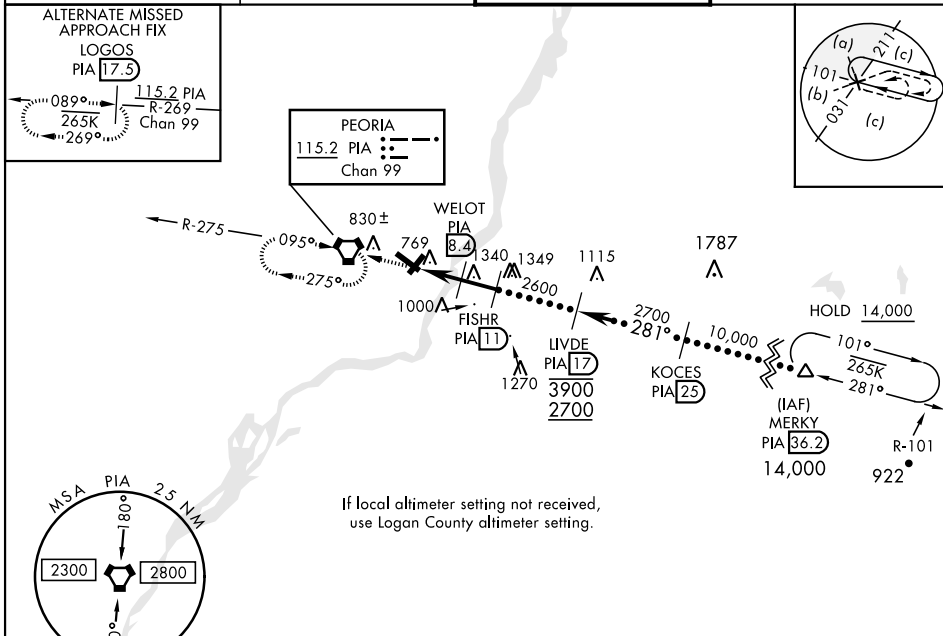 ALTERNATE MISSED
APPROACH FIX
LOGOS
PIA 17.5
089°
265K
269°
115.2 PIA
R-269
Chan 99
PEORIA
115.2 PIA
Chan 99
(a)
211
(c)
101
(b)
031
(c)
R-275
095°
275°
830±
769
WELOT
PIA
8.4
1340
1349
1115
1787
2600
1000
FISHR
PIA 11
1270
LIVDE
PIA 17
3900
2700
2700
281°
KOCES
PIA 25
10,000
HOLD 14,000
101°
265K
281°
(IAF)
MERKY
PIA 36.2
14,000
R-101
922
If local altimeter setting not received,
use Logan County altimeter setting.
MSA PIA 25 NM
180°
2300
2800
0°